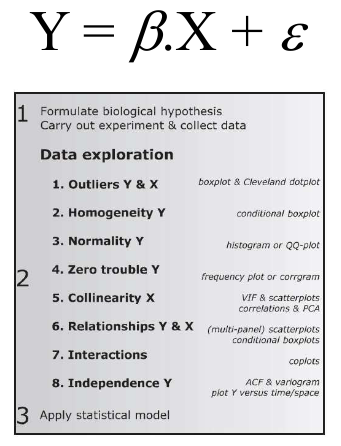 Y = β.X + ε
1 Formulate biological hypothesis
Carry out experiment & collect data
Data exploration
2
1. Outliers Y & X boxplot & Cleveland dotplot
2. Homogeneity Y conditional boxplot
3. Normality Y histogram or QQ-plot
4. Zero trouble Y frequency plot or corrgram
5. Collinearity X VIF & scatterplots
correlations & PCA
6. Relationships Y & X (multi-panel) scatterplots
conditional boxplots
7. Interactions coplots
8. Independence Y ACF & variogram
plot Y versus time/space
3 Apply statistical model